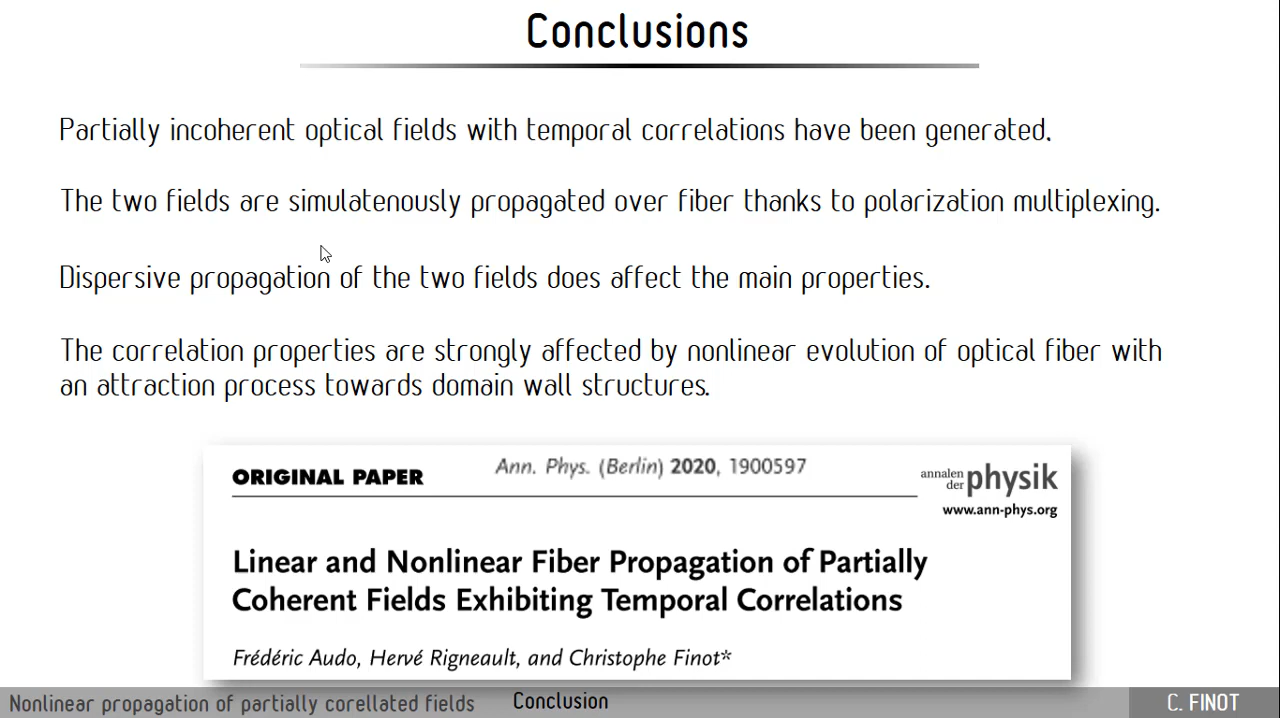 Conclusions
Partially incoherent optical fields with temporal correlations have been generated.
The two fields are simulatenously propagated over fiber thanks to polarization multiplexing.
Dispersive propagation of the two fields does affect the main properties.
The correlation properties are strongly affected by nonlinear evolution of optical fiber with
an attraction process towards domain wall structures.
ORIGINAL PAPER
Ann. Phys. (Berlin) 2020, 1900597
annalen
der physik
www.ann-phys.org
Linear and Nonlinear Fiber Propagation of Partially
Coherent Fields Exhibiting Temporal Correlations
Frédéric Audo, Hervé Rigneault, and Christophe Finot*
Nonlinear propagation of partially corellated fields
Conclusion
C. FINOT